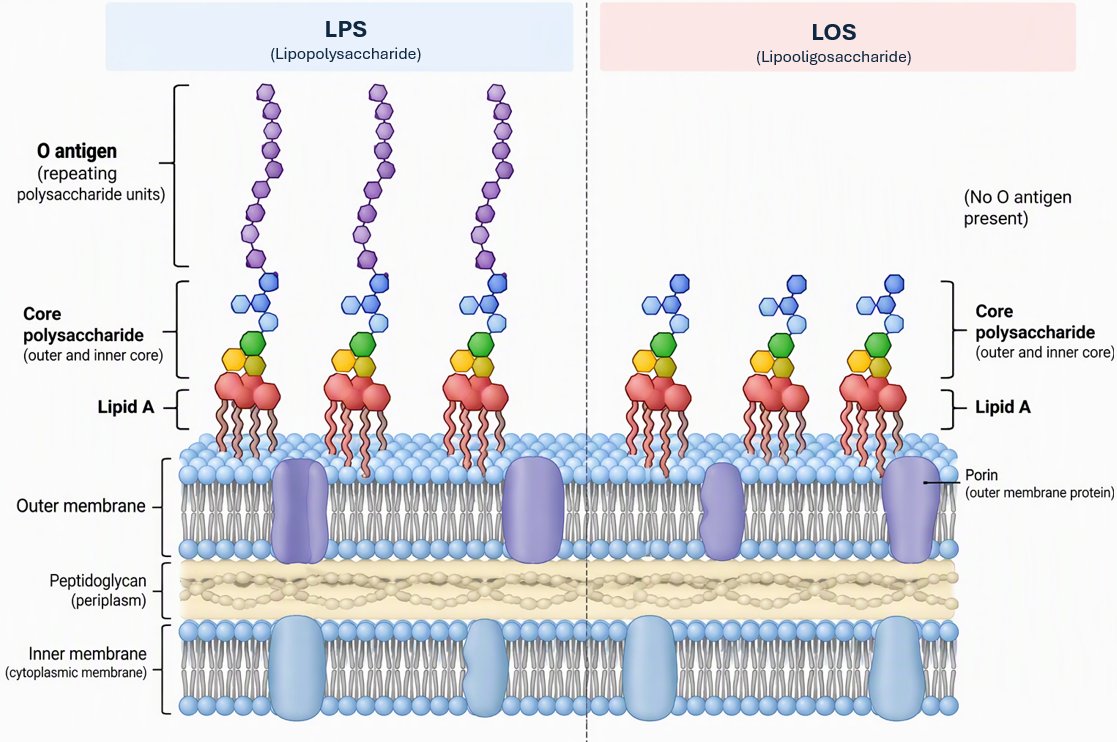 LPS
(Lipopolysaccharide)
LOS
(Lipooligosaccharide)
O antigen
(repeating
polysaccharide units)
(No O antigen
present)
Core
polysaccharide
(outer and inner core)
Core
polysaccharide
(outer and inner core)
Lipid A
Lipid A
Outer membrane
Porin
(outer membrane protein)
Peptidoglycan
(periplasm)
Inner membrane
(cytoplasmic membrane)